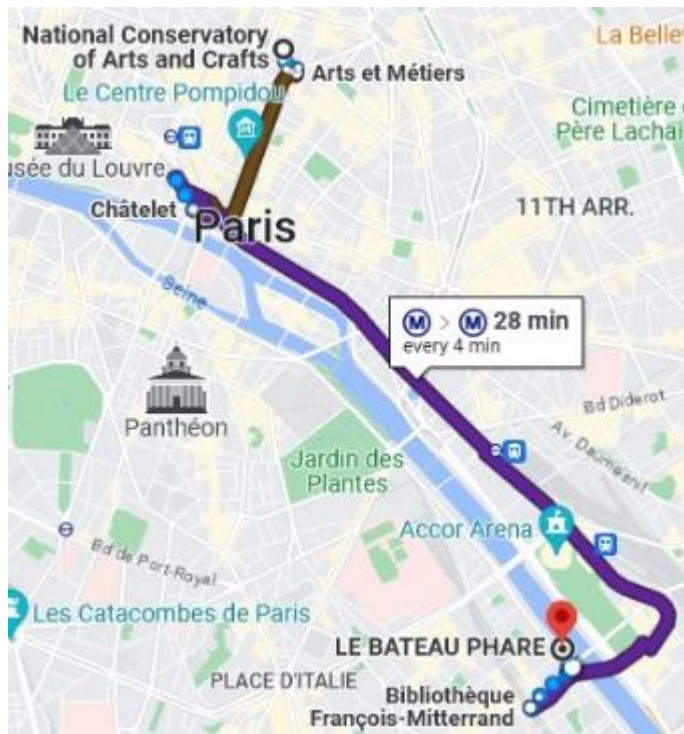 National Conservatory
of Arts and Crafts
La Belle
Arts et Métiers
Le Centre Pompidou
Cimetière
Père Lachai
usée du Louvre
Châtelet
Paris
11TH ARR.
Seine
M > M 28 min
every 4 min
Panthéon
Bd Diderot
Av. Daumesnil
Jardin des
Plantes
Accor Arena
Bd de Port-Royal
Les Catacombes de Paris
LE BATEAU PHARE
PLACE D'ITALIE
Bibliothèque
François-Mitterrand